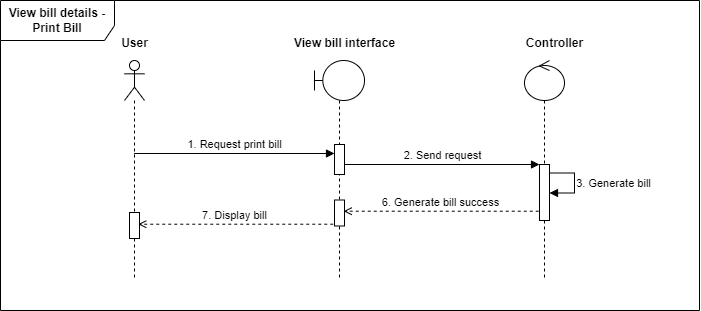 View bill details -
Print Bill
User
View bill interface
Controller
1. Request print bill
2. Send request
3. Generate bill
6. Generate bill success
7. Display bill